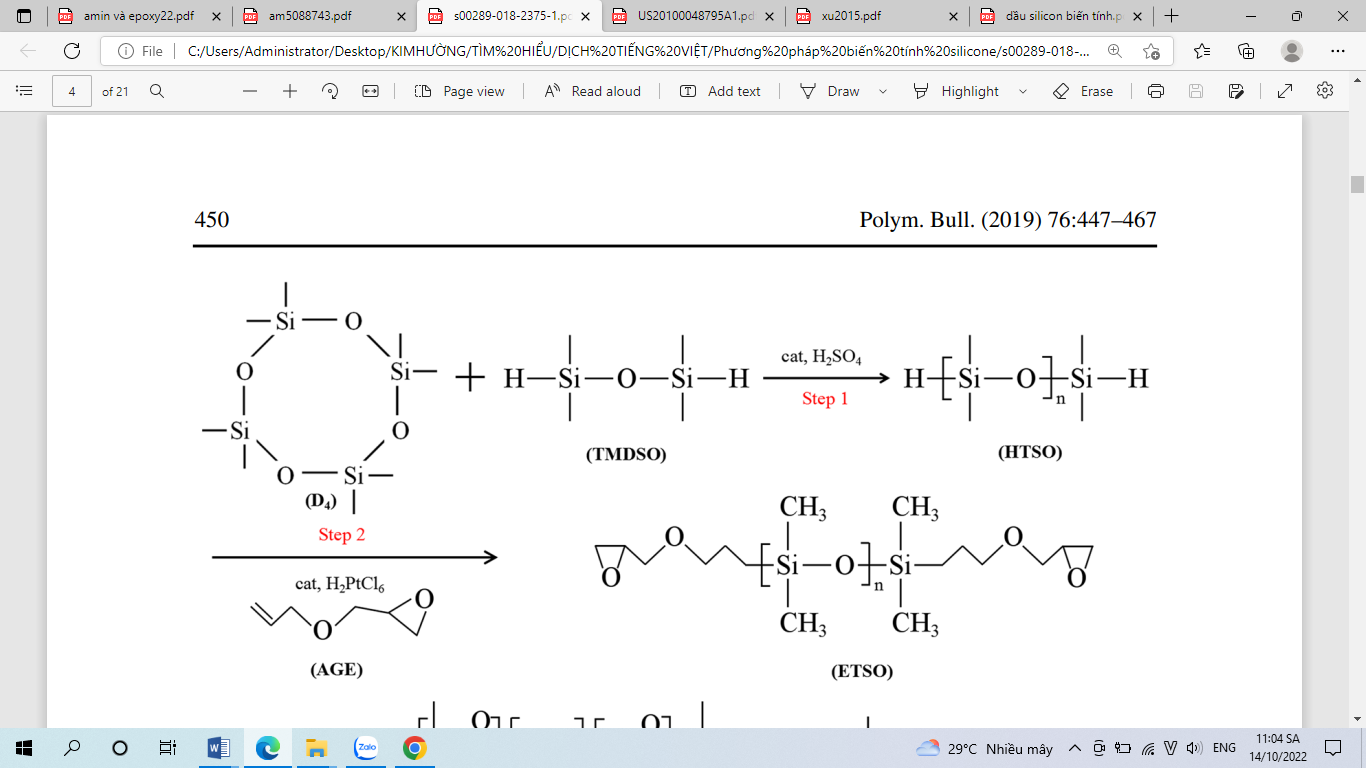 amin và epoxy22.pdf
am5088743.pdf
s00289-018-2375-1.p
US20100048795A1.pd
xu2015.pdf
dầu silicon biến tính.p
File
C:/Users/Administrator/Desktop/KIMHƯỜNG/TÌM%20HIỂU/DỊCH%20TIẾNG%20VIỆT/Phương%20pháp%20biến%20tính%20silicone/s00289-018-...
4 of 21
Page view
Read aloud
Add text
Draw
Highlight
Erase
450
Polym. Bull. (2019) 76:447–467
Si O
O Si
Si O
O Si
(D₄)
+
H Si O Si H
(TMDSO)
cat, H₂SO₄
Step 1
H [ Si O ]n Si H
(HTSO)
Step 2
cat, H₂PtCl₆
O
O
(AGE)
CH₃ CH₃
O O
O [ Si O ]n Si O
CH₃ CH₃
(ETSO)
O O
W
Zalo
29°C Nhiều mây
V
ENG
11:04 SA
14/10/2022